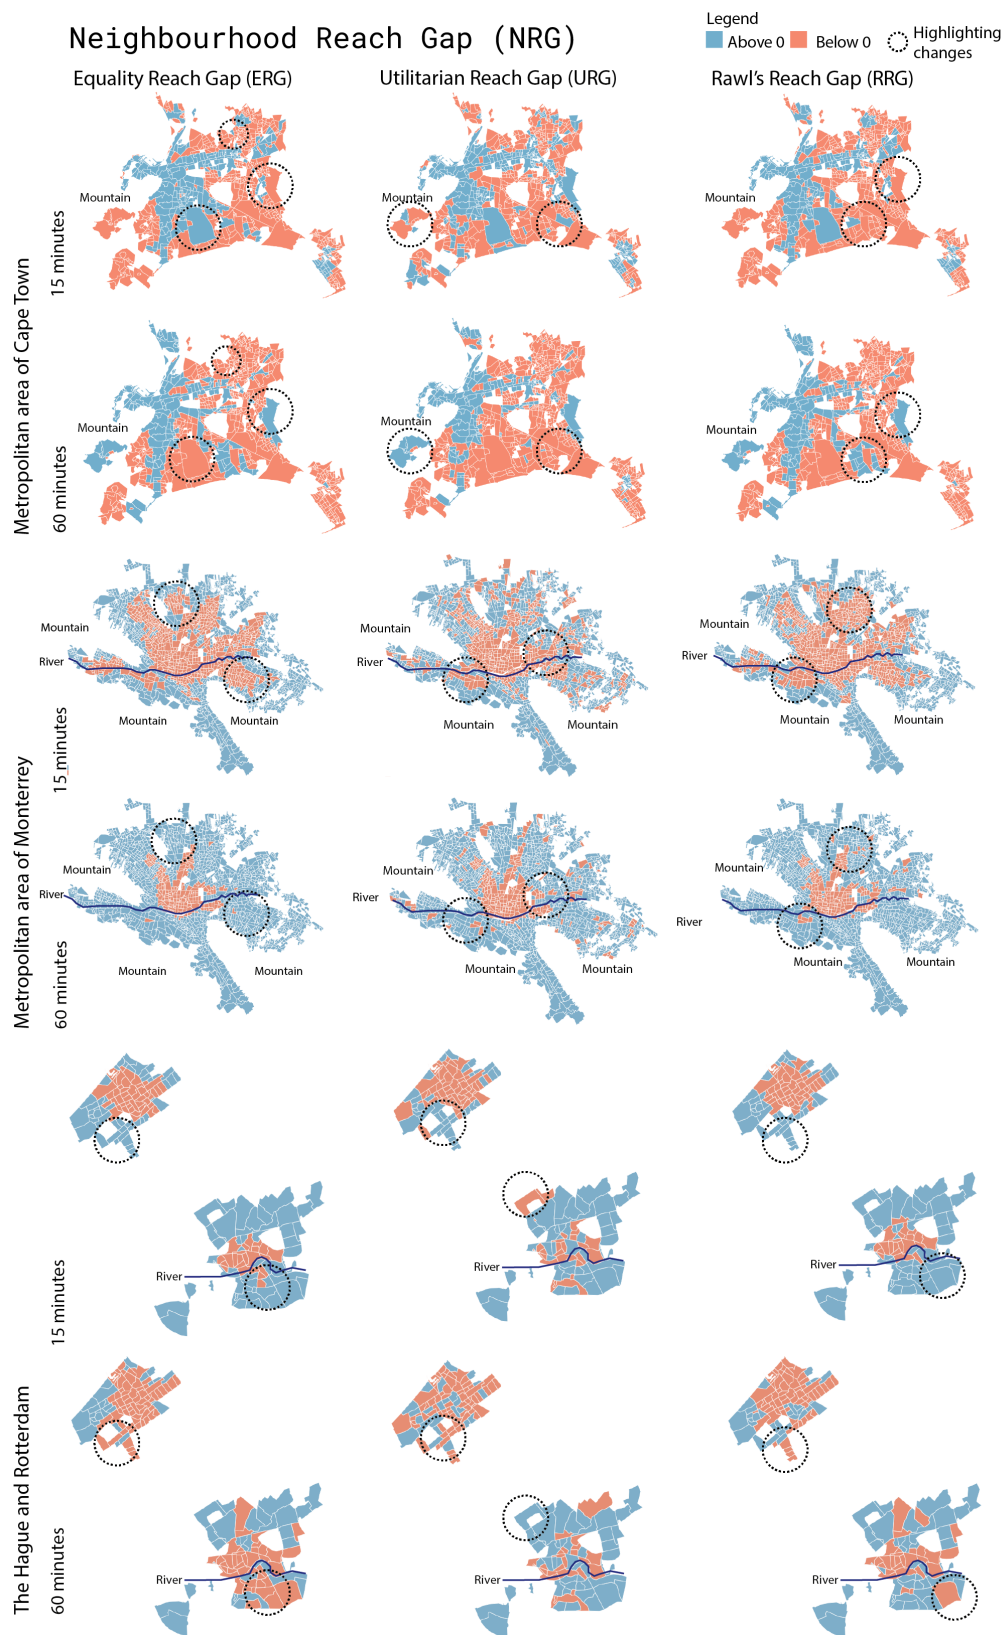 Neighbourhood Reach Gap (NRG)
Legend
Above 0
Below 0
Highlighting
changes
Equality Reach Gap (ERG)
Utilitarian Reach Gap (URG)
Rawl's Reach Gap (RRG)
Metropolitan area of Cape Town
15 minutes
Mountain
Mountain
Mountain
60 minutes
Mountain
Mountain
Mountain
Metropolitan area of Monterrey
15 minutes
Mountain
River
Mountain
Mountain
Mountain
River
Mountain
Mountain
Mountain
River
Mountain
Mountain
60 minutes
Mountain
River
Mountain
Mountain
Mountain
River
Mountain
Mountain
Mountain
River
Mountain
Mountain
The Hague and Rotterdam
15 minutes
River
River
River
60 minutes
River
River
River